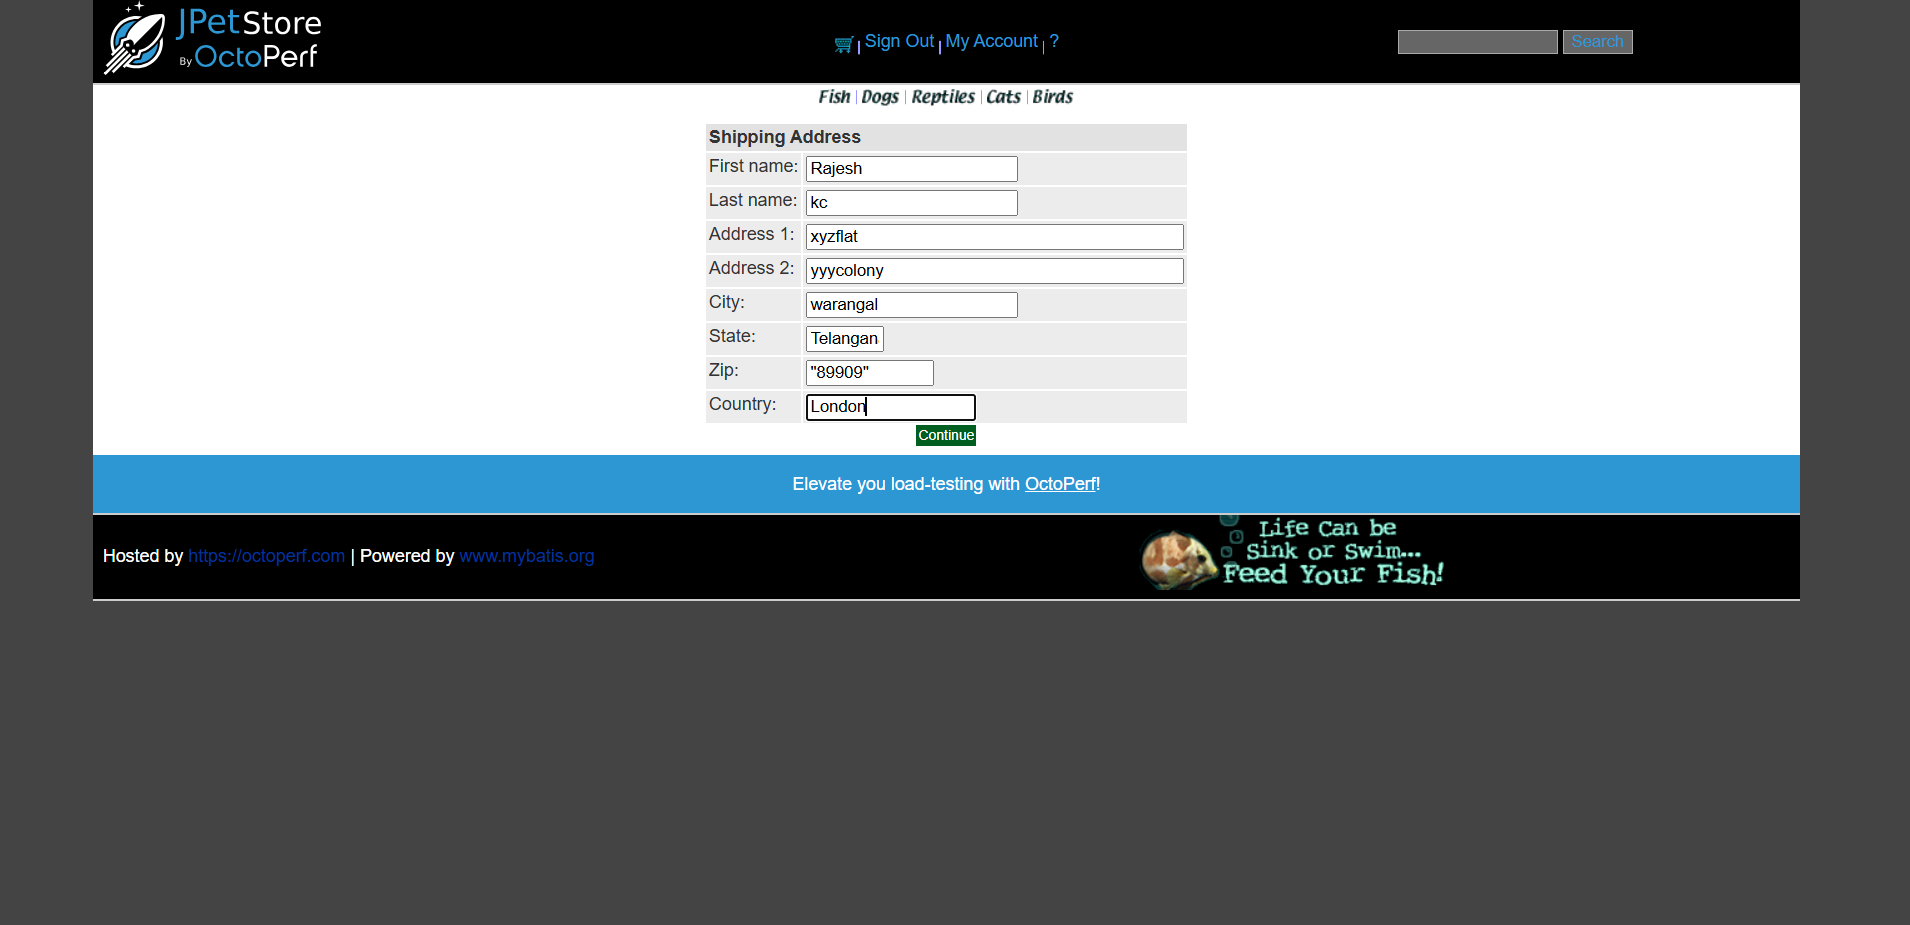 JPetStore
By OctoPerf
Sign Out | My Account | ?
Search
Fish | Dogs | Reptiles | Cats | Birds
Shipping Address
First name: Rajesh
Last name: kc
Address 1: xyzflat
Address 2: yyycolony
City: warangal
State: Telangan
Zip: "89909"
Country: London
Continue
Elevate you load-testing with OctoPerf!
Hosted by https://octoperf.com | Powered by www.mybatis.org
Life Can be
Sink or Swim...
Feed Your Fish!